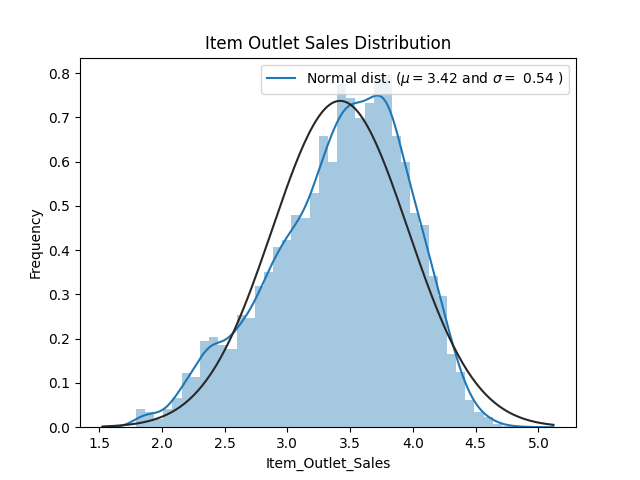 Item Outlet Sales Distribution
Normal dist. (μ = 3.42 and σ = 0.54 )
Frequency
0.8
0.7
0.6
0.5
0.4
0.3
0.2
0.1
0.0
1.5 2.0 2.5 3.0 3.5 4.0 4.5 5.0
Item_Outlet_Sales